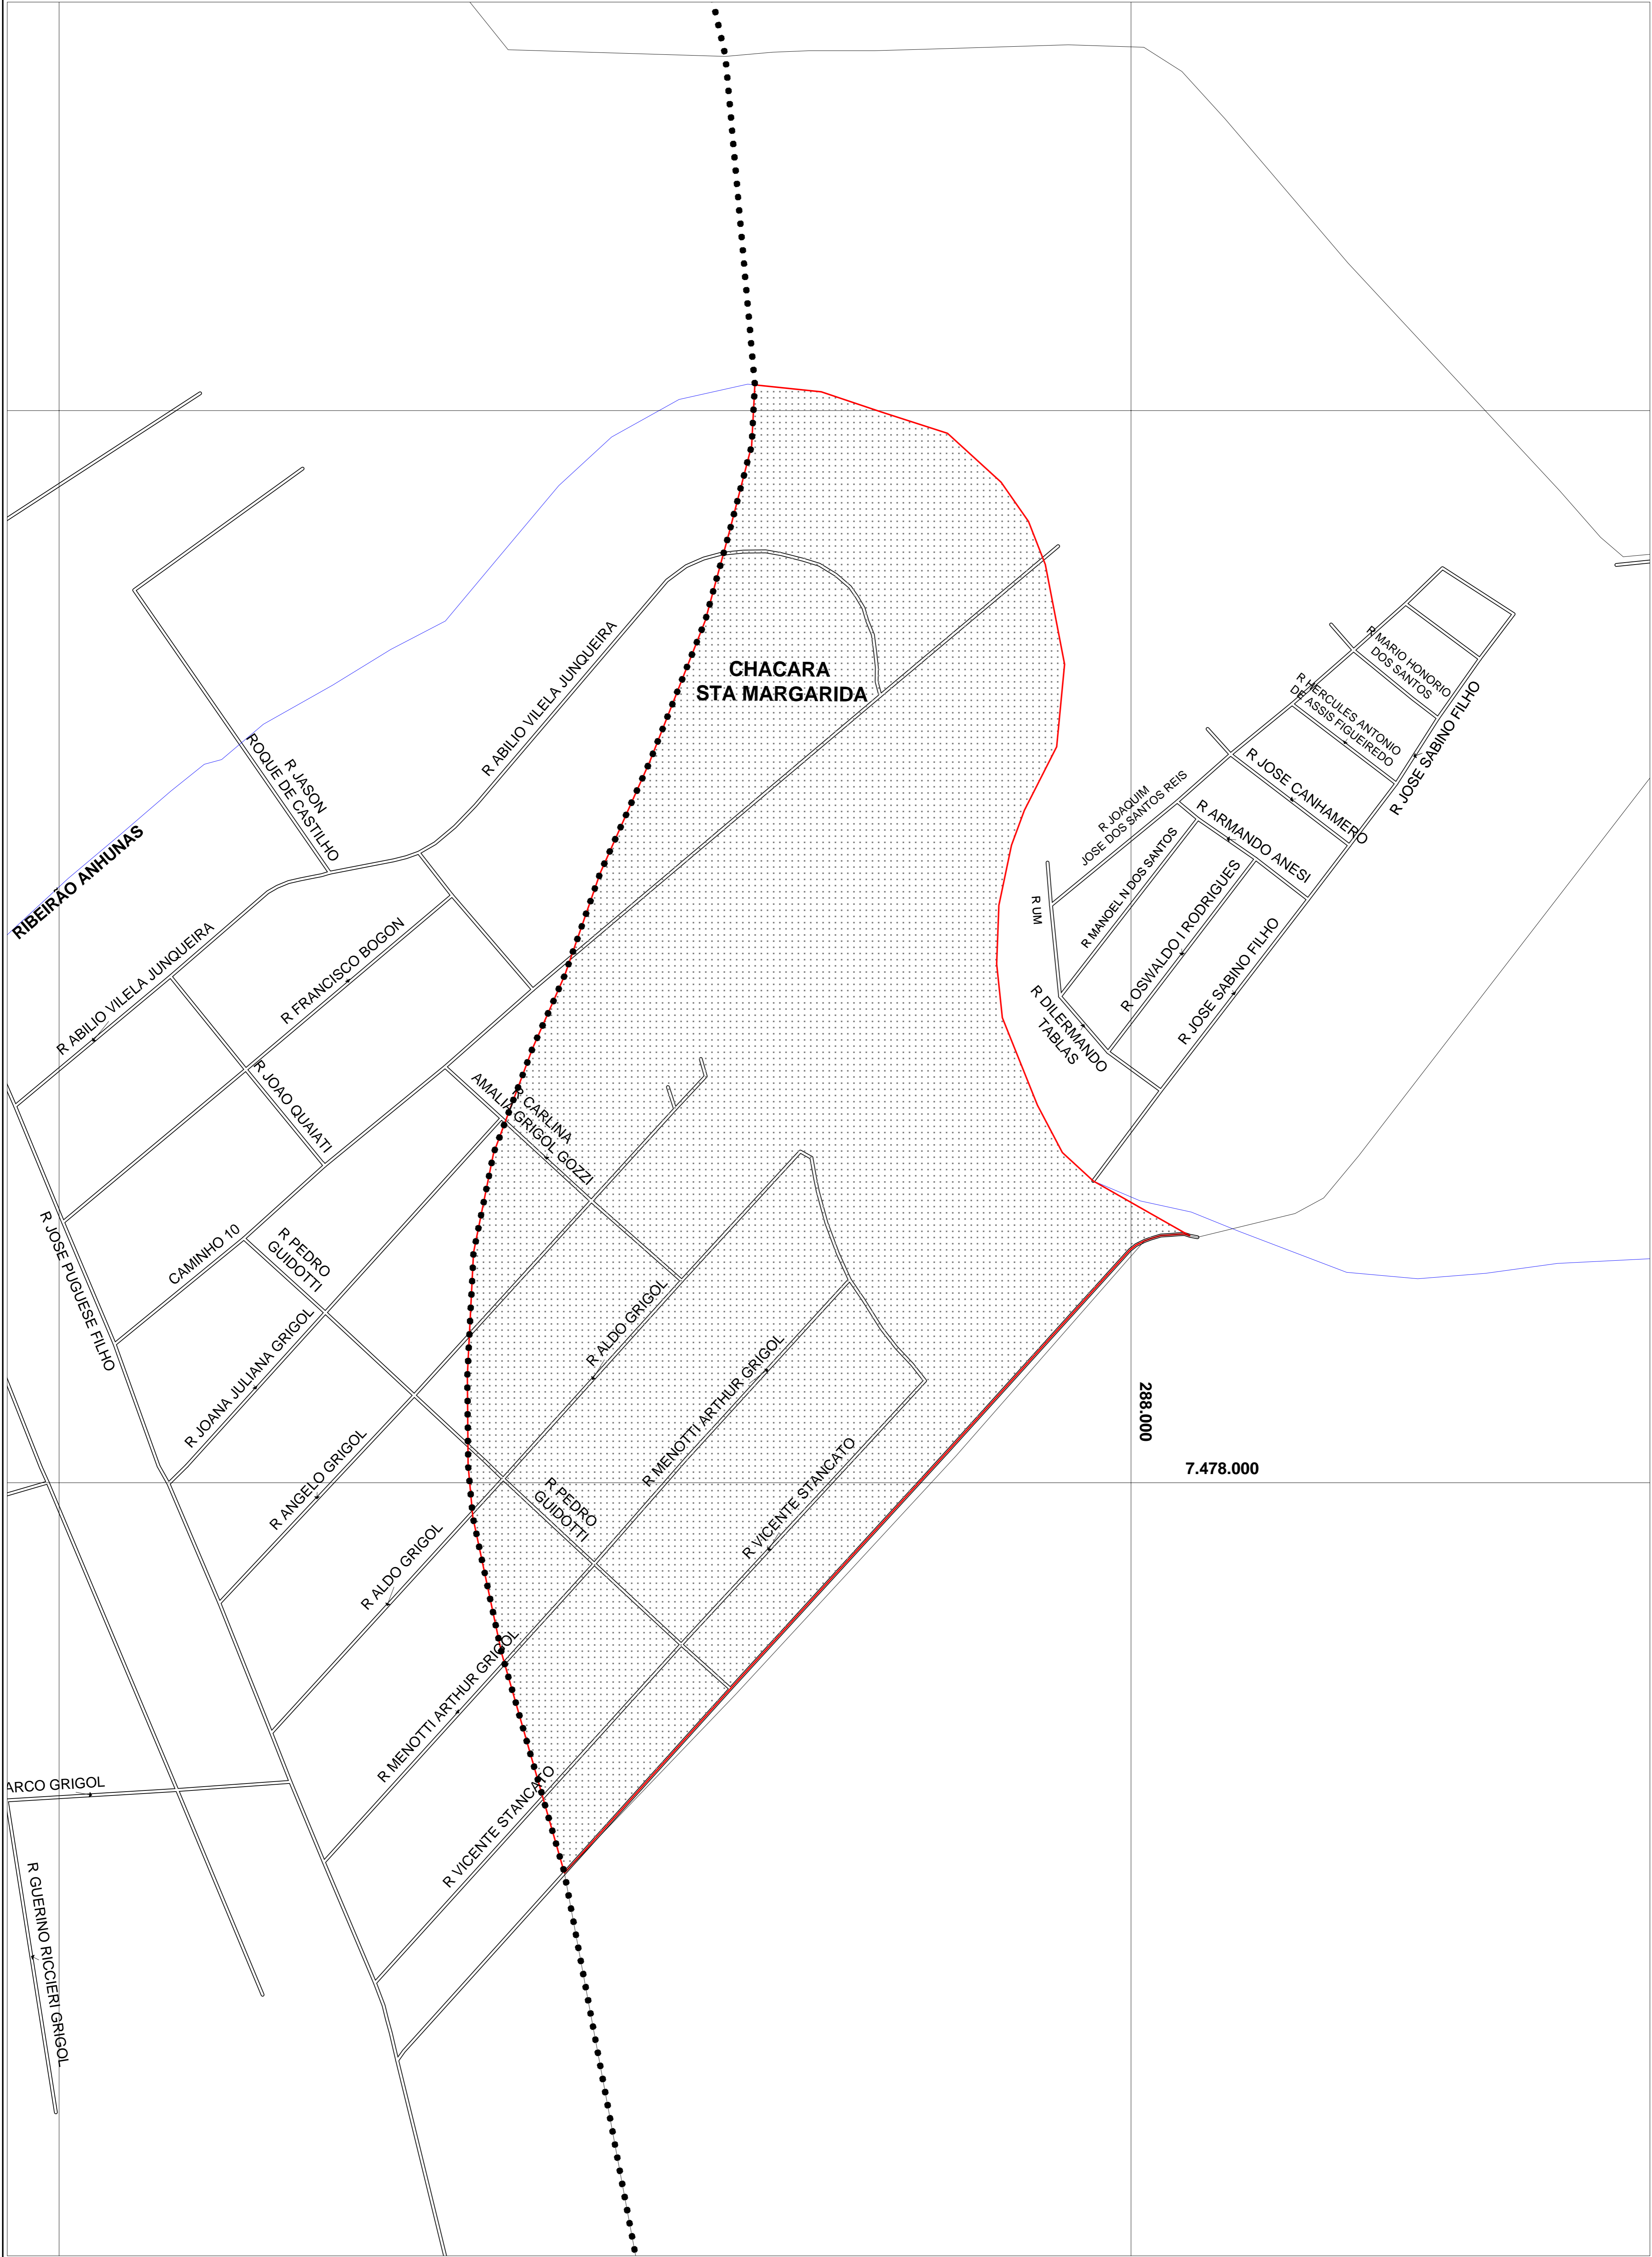 CHACARA
STA MARGARIDA
R ABILIO VILELA JUNQUEIRA
R MARIO HONORIO
DOS SANTOS
R HERCULES ANTONIO
DE ASSIS FIGUEIREDO
R JOSE SABINO FILHO
R JOSE CANHAMERO
R JOAQUIM
JOSE DOS SANTOS REIS
R ARMANDO ANESI
R MANOEL N DOS SANTOS
R OSWALDO I RODRIGUES
R UM
R JOSE SABINO FILHO
R DILERMANDO
TABLAS
R JASON
ROQUE DE CASTILHO
RIBEIRÃO ANHUNAS
R ABILIO VILELA JUNQUEIRA
R FRANCISCO BOGON
R JOAO QUAIATI
R CARLINA
AMALIA GRIGOL GOZZI
R JOSE PUGUESE FILHO
CAMINHO 10
R PEDRO
GUIDOTTI
R JOANA JULIANA GRIGOL
R ALDO GRIGOL
R MENOTTI ARTHUR GRIGOL
288.000
7.478.000
R ANGELO GRIGOL
R VICENTE STANCATO
R PEDRO
GUIDOTTI
R ALDO GRIGOL
R MENOTTI ARTHUR GRIGOL
R VICENTE STANCATO
ARCO GRIGOL
R GUERINO RICCIERI GRIGOL